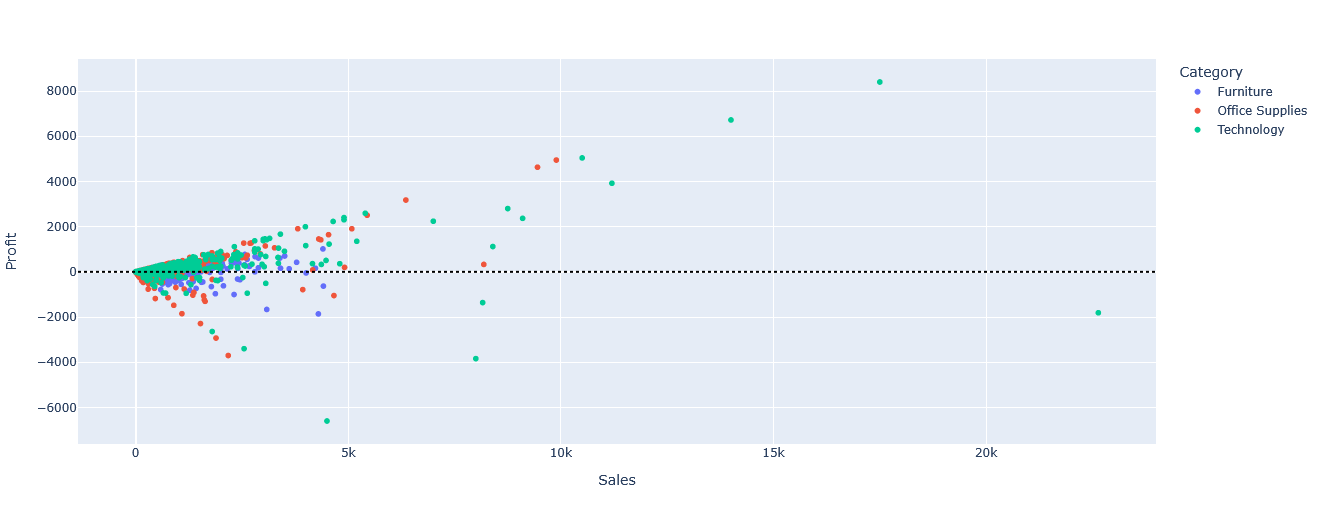 Category
Furniture
Office Supplies
Technology
Profit
8000
6000
4000
2000
0
−2000
−4000
−6000
0
5k
10k
15k
20k
Sales